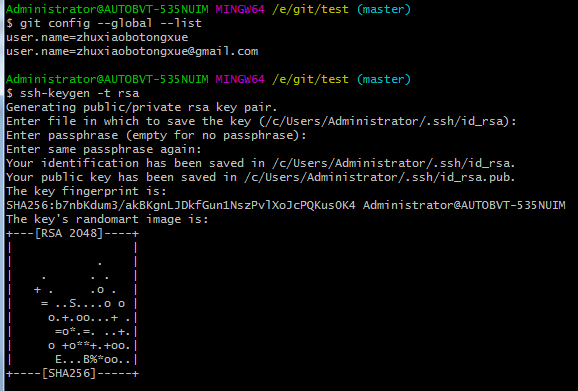 Administrator@AUTOBVT-535NUIM MINGW64 /e/git/test (master)
$ git config --global --list
user.name=zhuxiaobotongxue
user.name=zhuxiaobotongxue@gmail.com

Administrator@AUTOBVT-535NUIM MINGW64 /e/git/test (master)
$ ssh-keygen -t rsa
Generating public/private rsa key pair.
Enter file in which to save the key (/c/Users/Administrator/.ssh/id_rsa):
Enter passphrase (empty for no passphrase):
Enter same passphrase again:
Your identification has been saved in /c/Users/Administrator/.ssh/id_rsa.
Your public key has been saved in /c/Users/Administrator/.ssh/id_rsa.pub.
The key fingerprint is:
SHA256:b7nbKdum3/akBKgnLJDkfGun1NszPvlXoJcPQKusOK4 Administrator@AUTOBVT-535NUIM
The key's randomart image is:
+---[RSA 2048]----+
|                 |
|            .    |
|    .      . .   |
|   + .     .o .  |
|    = ..S....o o |
|     o.+.oo...+ .|
|      =o*.=. ..+.|
|     o +o**+.+oo.|
|      E...B%*oo..|
+----[SHA256]-----+